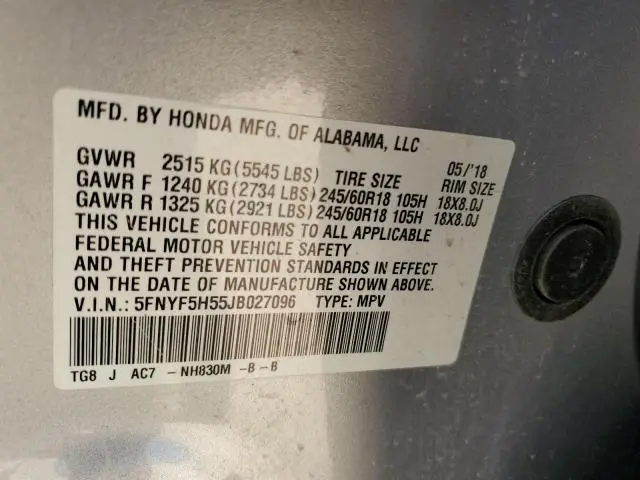 MFD. BY HONDA MFG. OF ALABAMA, LLC
GVWR 2515 KG(5545 LBS) TIRE SIZE 05/'18 RIM SIZE
GAWR F 1240 KG(2734 LBS) 245/60R18 105H 18X8.0J
GAWR R 1325 KG(2921 LBS) 245/60R18 105H 18X8.0J
THIS VEHICLE CONFORMS TO ALL APPLICABLE
FEDERAL MOTOR VEHICLE SAFETY
AND THEFT PREVENTION STANDARDS IN EFFECT
ON THE DATE OF MANUFACTURE SHOWN ABOVE.
V.I.N.: 5FNYF5H55JB027096 TYPE: MPV
TG8 J AC7 - NH830M -B-B